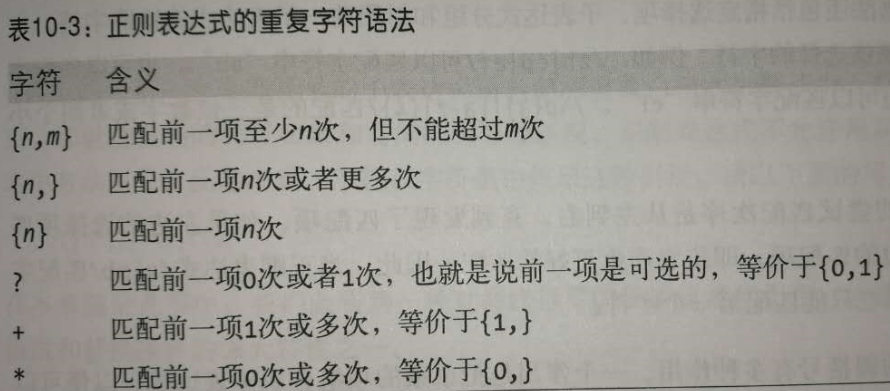 表10-3：正则表达式的重复字符语法
字符 含义
{n,m} 匹配前一项至少n次，但不能超过m次
{n,} 匹配前一项n次或者更多次
{n} 匹配前一项n次
? 匹配前一项0次或者1次，也就是说前一项是可选的，等价于{0,1}
+ 匹配前一项1次或多次，等价于{1,}
* 匹配前一项0次或多次，等价于{0,}